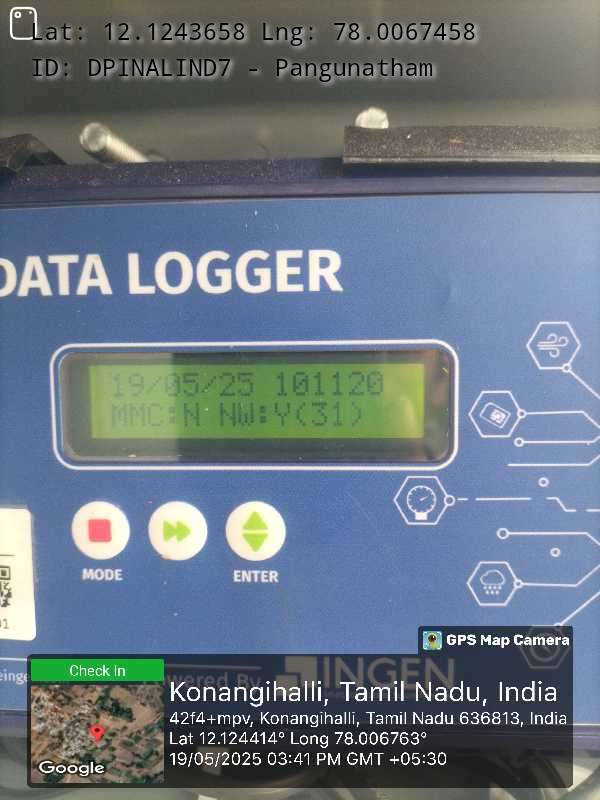 Lat: 12.1243658 Lng: 78.0067458
ID: DPINALIND7 - Pangunatham
DATA LOGGER
19/05/25 101120
MMC:N NW:Y(31)
MODE
ENTER
Powered By
INGEN
GPS Map Camera
Check In
Google
Konangihalli, Tamil Nadu, India
42f4+mpv, Konangihalli, Tamil Nadu 636813, India
Lat 12.124414° Long 78.006763°
19/05/2025 03:41 PM GMT +05:30